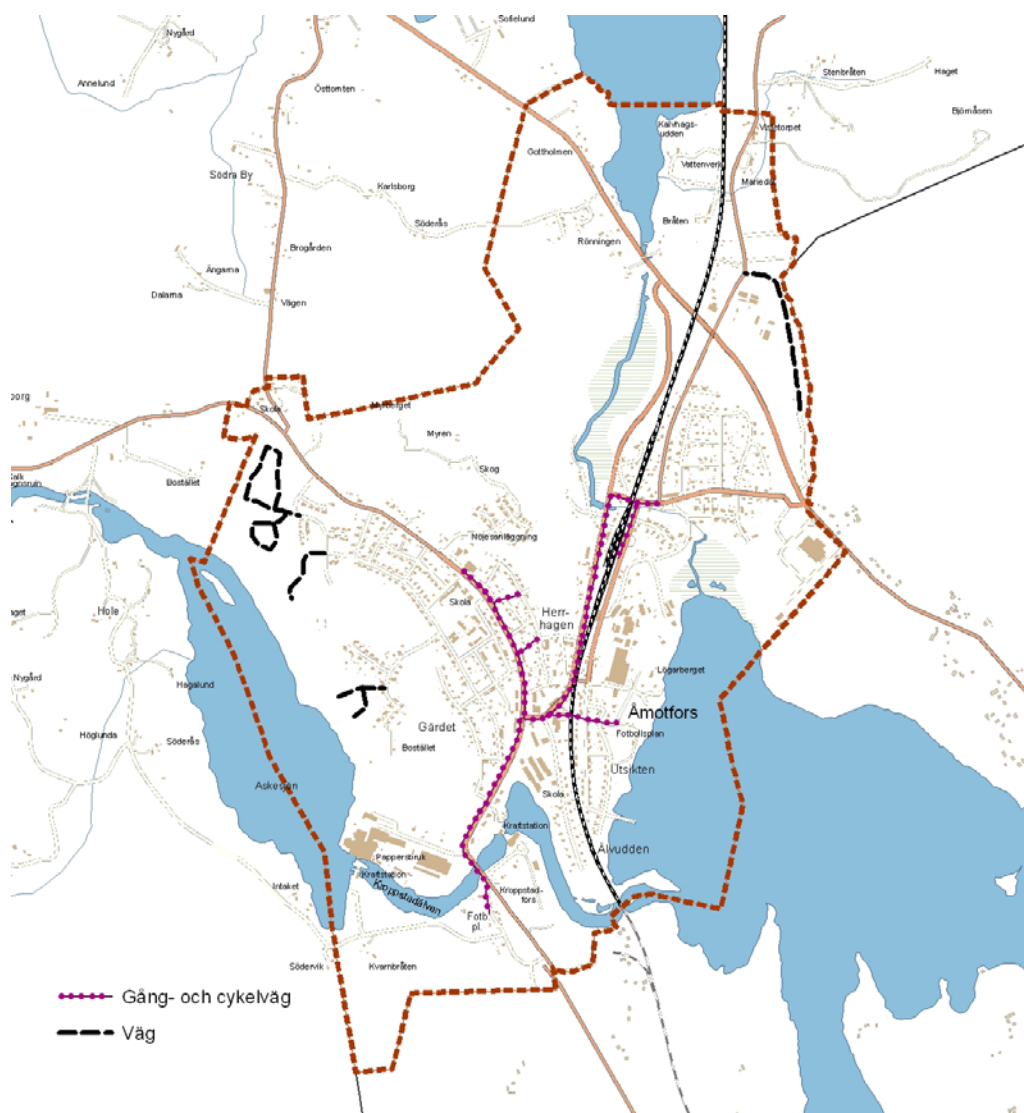 Sofielund
Nygård
Annelund
Östtomten
Stenbråten
Haget
Björnåsen
Kalvhags-
udden
Gottholmen
Vattenverk
Södra By
Karlsborg
Söderås
Bråten
Rönningen
Brogården
Ängarna
Dalarna
Vägen
borg
Skola
Myrberget
Myren
Skog
Bostället
Nöjesanläggning
Skola
Herr-
hagen
Hole
Lögarberget
Nygård
Hagalund
Åmotfors
Gärdet
Fotbollsplan
Höglunda
Söderås
Bostället
Utsikten
Askesjön
Skola
Kraftstation
Älvudden
Pappersbruk
Kraftstation
Kroppstadälven
Kroppstad-
fors
Intaket
Fotb.
pl.
Södervik
Kvarnbråten
Gång- och cykelväg
Väg